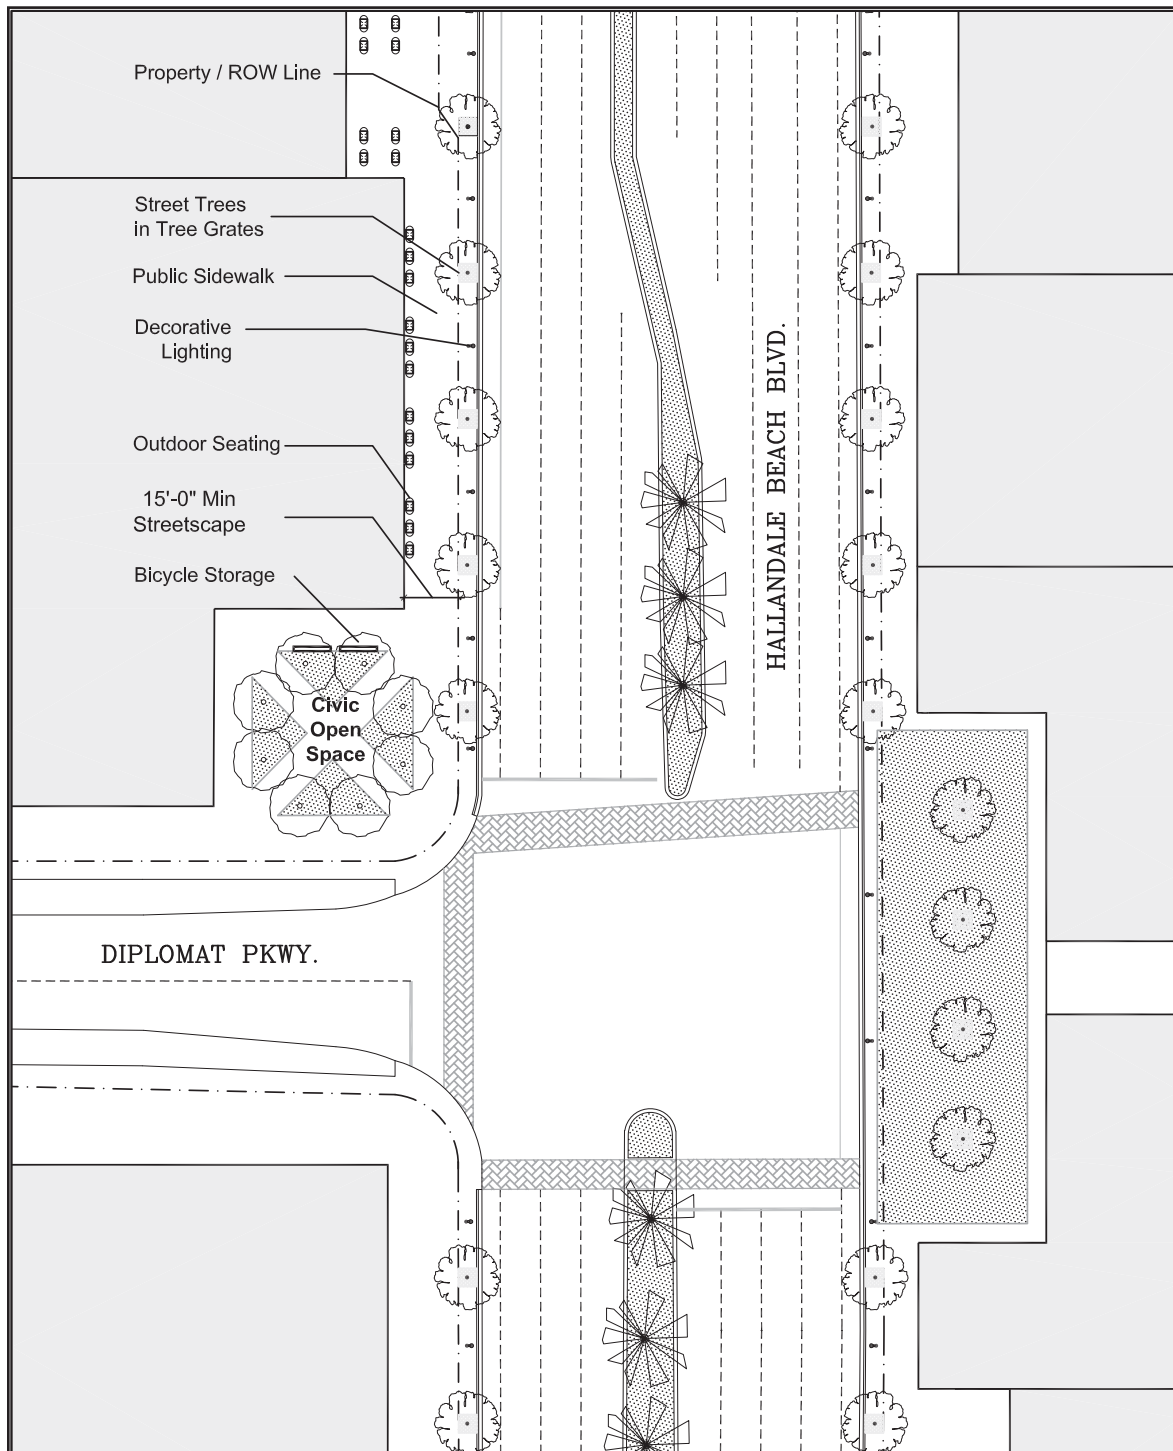 Property / ROW Line
Street Trees
in Tree Grates
Public Sidewalk
Decorative
Lighting
Outdoor Seating
15'-0" Min
Streetscape
Bicycle Storage
Civic
Open
Space
HALLANDALE BEACH BLVD.
DIPLOMAT PKWY.